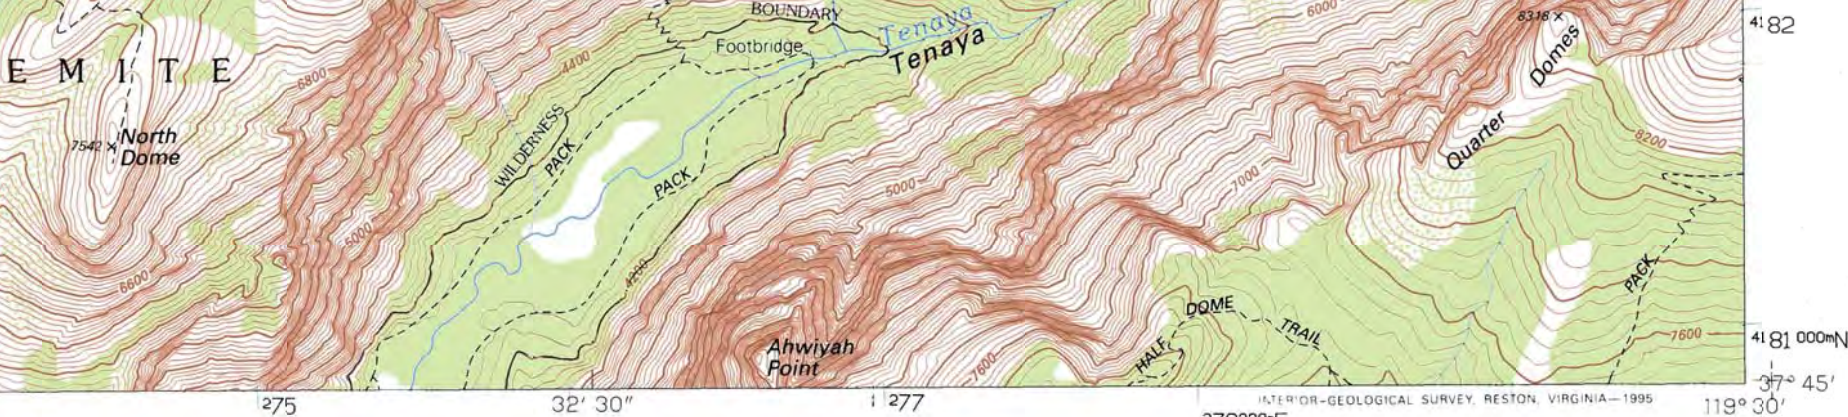 BOUNDARY
Tenaya
8318
6000
4182
Footbridge
Tenaya
Domes
E M I T E
6800
4400
7542
North
Dome
WILDERNESS
PACK
PACK
Quarter
8200
5000
7000
6000
6600
4200
PACK
DOME
TRAIL
HALF
Ahwiyah
Point
7600
7600
4181 000mN
37° 45'
275
32' 30"
277
INTERIOR-GEOLOGICAL SURVEY, RESTON, VIRGINIA-1995
119° 30'